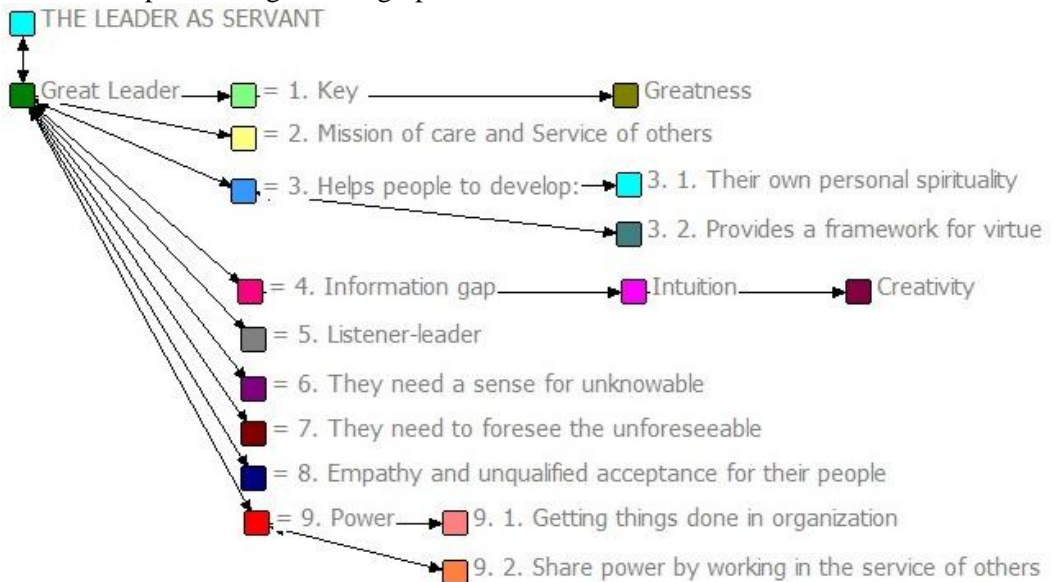 THE LEADER AS SERVANT
Great Leader = 1. Key Greatness
= 2. Mission of care and Service of others
= 3. Helps people to develop: 3. 1. Their own personal spirituality
3. 2. Provides a framework for virtue
= 4. Information gap Intuition Creativity
= 5. Listener-leader
= 6. They need a sense for unknowable
= 7. They need to foresee the unforeseeable
= 8. Empathy and unqualified acceptance for their people
= 9. Power 9. 1. Getting things done in organization
9. 2. Share power by working in the service of others